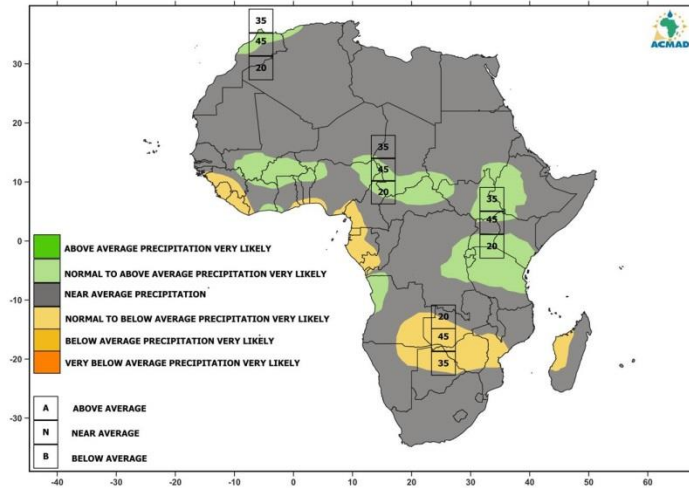 ACMAD
35
45
20
35
45
20
35
45
20
20
45
35
ABOVE AVERAGE PRECIPITATION VERY LIKELY
NORMAL TO ABOVE AVERAGE PRECIPITATION VERY LIKELY
NEAR AVERAGE PRECIPITATION
NORMAL TO BELOW AVERAGE PRECIPITATION VERY LIKELY
BELOW AVERAGE PRECIPITATION VERY LIKELY
VERY BELOW AVERAGE PRECIPITATION VERY LIKELY
A ABOVE AVERAGE
N NEAR AVERAGE
B BELOW AVERAGE
30
20
10
0
-10
-20
-30
-40 -30 -20 -10 0 10 20 30 40 50 60